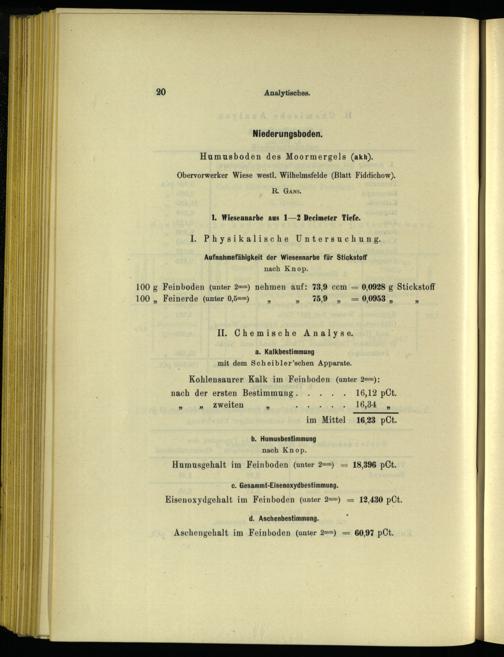 20 Analytisches.
Niederungsboden.
Humusboden des Moormergels (akh).
Obervorwerker Wiese westl. Wilhelmsfelde (Blatt Fiddichow).
R. Gans.
1. Wiesennarbe aus 1—2 Decimeter Tiefe.
I. Physikalische Untersuchung.
Aufnahmefähigkeit der Wiesennarbe für Stickstoff
nach Knop.
100 g Feinboden (unter 2mm) nehmen auf: 73,9 ccm = 0,0928 g Stickstoff
100 „ Feinerde (unter 0,5mm) „ „ 75,9 „ = 0,0953 „ „
II. Chemische Analyse.
a. Kalkbestimmung
mit dem Scheibler'schen Apparate.
Kohlensaurer Kalk im Feinboden (unter 2mm):
nach der ersten Bestimmung . . . . . 16,12 pCt.
„ „ zweiten „ . . . . . 16,34 „
im Mittel 16,23 pCt.
b. Humusbestimmung
nach Knop.
Humusgehalt im Feinboden (unter 2mm) = 18,396 pCt.
c. Gesammt-Eisenoxydbestimmung.
Eisenoxydgehalt im Feinboden (unter 2mm) = 12,430 pCt.
d. Aschenbestimmung.
Aschengehalt im Feinboden (unter 2mm) = 60,97 pCt.